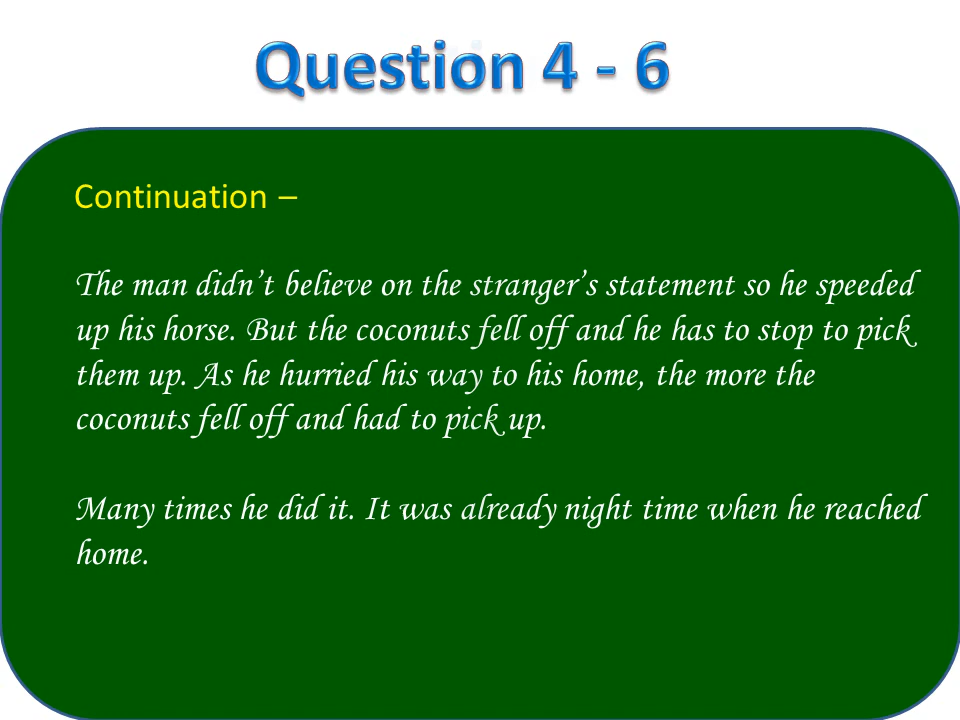 Question 4 - 6
Continuation –
The man didn’t believe on the stranger’s statement so he speeded
up his horse. But the coconuts fell off and he has to stop to pick
them up. As he hurried his way to his home, the more the
coconuts fell off and had to pick up.
Many times he did it. It was already night time when he reached
home.